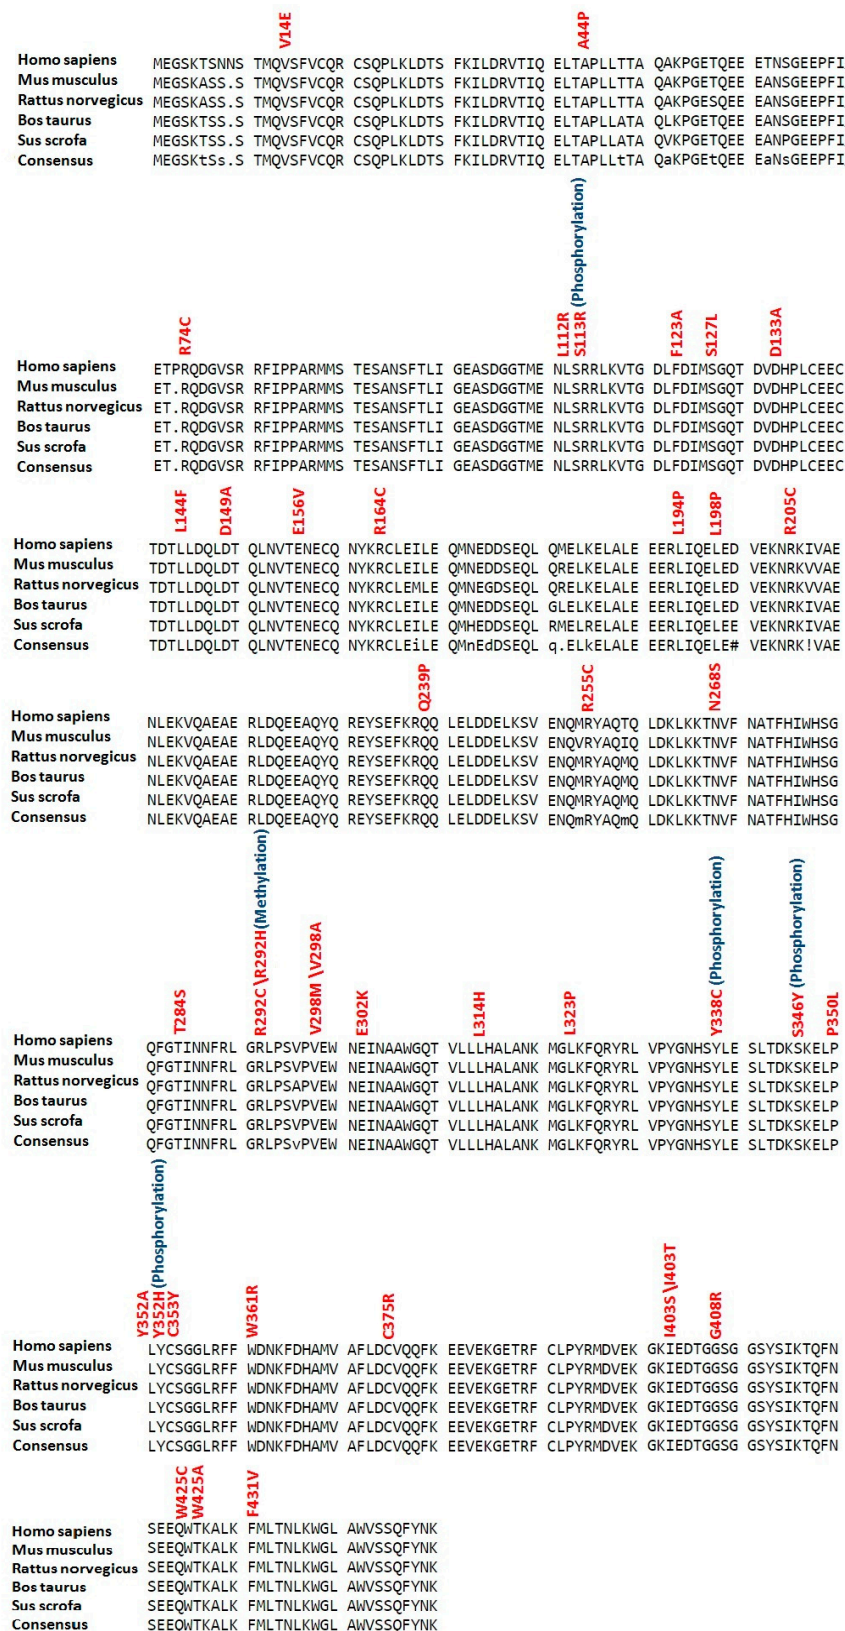 V14E A44P
Homo sapiens MEGSKTSNNS TMQVSFVCQR CSQPLKLDTS FKILDRVTIQ ELTAPLLTTA QAKPGETQEE ETNSGEEPFI
Mus musculus MEGSKASS.S TMQVSFVCQR CSQPLKLDTS FKILDRVTIQ ELTAPLLTTA QAKPGETQEE EANSGEEPFI
Rattus norvegicus MEGSKASS.S TMQVSFVCQR CSQPLKLDTS FKILDRVTIQ ELTAPLLTTA QAKPGESQEE EANSGEEPFI
Bos taurus MEGSKTSS.S TMQVSFVCQR CSQPLKLDTS FKILDRVTIQ ELTAPLLATA QLKPGETQEE EANSGEEPFI
Sus scrofa MEGSKTSS.S TMQVSFVCQR CSQPLKLDTS FKILDRVTIQ ELTAPLLATA QVKPGETQEE EANPGEEPFI
Consensus MEGSKtSs.S TMQVSFVCQR CSQPLKLDTS FKILDRVTIQ ELTAPLLtTA QaKPGEtQEE EaNsGEEPFI
R74C L112R S113R (Phosphorylation) F123A S127L D133A
Homo sapiens ETPRQDGVSR RFIPPARMMS TESANSFTLI GEASDGGTME NLSRRLKVTG DLFDIMSGQT DVDHPLCEEC
Mus musculus ET.RQDGVSR RFIPPARMMS TESANSFTLI GEASDGGTME NLSRRLKVTG DLFDIMSGQT DVDHPLCEEC
Rattus norvegicus ET.RQDGVSR RFIPPARMMS TESANSFTLI GEASDGGTME NLSRRLKVTG DLFDIMSGQT DVDHPLCEEC
Bos taurus ET.RQDGVSR RFIPPARMMS TESANSFTLI GEASDGGTME NLSRRLKVTG DLFDIMSGQT DVDHPLCEEC
Sus scrofa ET.RQDGVSR RFIPPARMMS TESANSFTLI GEASDGGTME NLSRRLKVTG DLFDIMSGQT DVDHPLCEEC
Consensus ET.RQDGVSR RFIPPARMMS TESANSFTLI GEASDGGTME NLSRRLKVTG DLFDIMSGQT DVDHPLCEEC
L144F D149A E156V R164C L194P L198P R205C
Homo sapiens TDTLLDQLDT QLNVTENECQ NYKRCLEILE QMNEDDSEQL QMELKELALE EERLIQELED VEKNRKIVAE
Mus musculus TDTLLDQLDT QLNVTENECQ NYKRCLEILE QMNEDDSEQL QRELKELALE EERLIQELED VEKNRKVVAE
Rattus norvegicus TDTLLDQLDT QLNVTENECQ NYKRCLEMLE QMNEGDSEQL QRELKELALE EERLIQELED VEKNRKVVAE
Bos taurus TDTLLDQLDT QLNVTENECQ NYKRCLEILE QMNEDDSEQL GLELKELALE EERLIQELEE VEKNRKIVAE
Sus scrofa TDTLLDQLDT QLNVTENECQ NYKRCLEILE QMHEDDSEQL RMELRELALE EERLIQELEE VEKNRKIVAE
Consensus TDTLLDQLDT QLNVTENECQ NYKRCLEiLE QMnEdDSEQL q.ELkELALE EERLIQELE# VEKNRK!VAE
Q239P R255C N268S
Homo sapiens NLEKVQAEAE RLDQEEAQYQ REYSEFKRQQ LELDDELKSV ENQMRYAQTQ LDKLKKTNVF NATFHIWHSG
Mus musculus NLEKVQAEAE RLDQEEAQYQ REYSEFKRQQ LELDDELKSV ENQVRYAQIQ LDKLKKTNVF NATFHIWHSG
Rattus norvegicus NLEKVQAEAE RLDQEEAQYQ REYSEFKRQQ LELDDELKSV ENQMRYAQMQ LDKLKKTNVF NATFHIWHSG
Bos taurus NLEKVQAEAE RLDQEEAQYQ REYSEFKRQQ LELDDELKSV ENQMRYAQMQ LDKLKKTNVF NATFHIWHSG
Sus scrofa NLEKVQAEAE RLDQEEAQYQ REYSEFKRQQ LELDDELKSV ENQMRYAQMQ LDKLKKTNVF NATFHIWHSG
Consensus NLEKVQAEAE RLDQEEAQYQ REYSEFKRQQ LELDDELKSV ENQmRYAQmQ LDKLKKTNVF NATFHIWHSG
T284S R292C \R292H(Methylation) V298M \V298A E302K L314H L323P Y338C (Phosphorylation) S346Y (Phosphorylation) P350L
Homo sapiens QFGTINNFRL GRLPSVPVEW NEINAAWGQT VLLLHALANK MGLKFQRYRL VPYGNHSYLE SLTDKSKELP
Mus musculus QFGTINNFRL GRLPSVPVEW NEINAAWGQT VLLLHALANK MGLKFQRYRL VPYGNHSYLE SLTDKSKELP
Rattus norvegicus QFGTINNFRL GRLPSAPVEW NEINAAWGQT VLLLHALANK MGLKFQRYRL VPYGNHSYLE SLTDKSKELP
Bos taurus QFGTINNFRL GRLPSVPVEW NEINAAWGQT VLLLHALANK MGLKFQRYRL VPYGNHSYLE SLTDKSKELP
Sus scrofa QFGTINNFRL GRLPSVPVEW NEINAAWGQT VLLLHALANK MGLKFQRYRL VPYGNHSYLE SLTDKSKELP
Consensus QFGTINNFRL GRLPSvPVEW NEINAAWGQT VLLLHALANK MGLKFQRYRL VPYGNHSYLE SLTDKSKELP
Y352A Y352H (Phosphorylation) C353Y W361R C375R I403S \I403T G408R
Homo sapiens LYCSGGLRFF WDNKFDHAMV AFLDCVQQFK EEVEKGETRF CLPYRMDVEK GKIEDTGGSG GSYSIKTQFN
Mus musculus LYCSGGLRFF WDNKFDHAMV AFLDCVQQFK EEVEKGETRF CLPYRMDVEK GKIEDTGGSG GSYSIKTQFN
Rattus norvegicus LYCSGGLRFF WDNKFDHAMV AFLDCVQQFK EEVEKGETRF CLPYRMDVEK GKIEDTGGSG GSYSIKTQFN
Bos taurus LYCSGGLRFF WDNKFDHAMV AFLDCVQQFK EEVEKGETRF CLPYRMDVEK GKIEDTGGSG GSYSIKTQFN
Sus scrofa LYCSGGLRFF WDNKFDHAMV AFLDCVQQFK EEVEKGETRF CLPYRMDVEK GKIEDTGGSG GSYSIKTQFN
Consensus LYCSGGLRFF WDNKFDHAMV AFLDCVQQFK EEVEKGETRF CLPYRMDVEK GKIEDTGGSG GSYSIKTQFN
W425C W425A F431V
Homo sapiens SEEQWTKALK FMLTNLKWGL AWVSSQFYNK
Mus musculus SEEQWTKALK FMLTNLKWGL AWVSSQFYNK
Rattus norvegicus SEEQWTKALK FMLTNLKWGL AWVSSQFYNK
Bos taurus SEEQWTKALK FMLTNLKWGL AWVSSQFYNK
Sus scrofa SEEQWTKALK FMLTNLKWGL AWVSSQFYNK
Consensus SEEQWTKALK FMLTNLKWGL AWVSSQFYNK